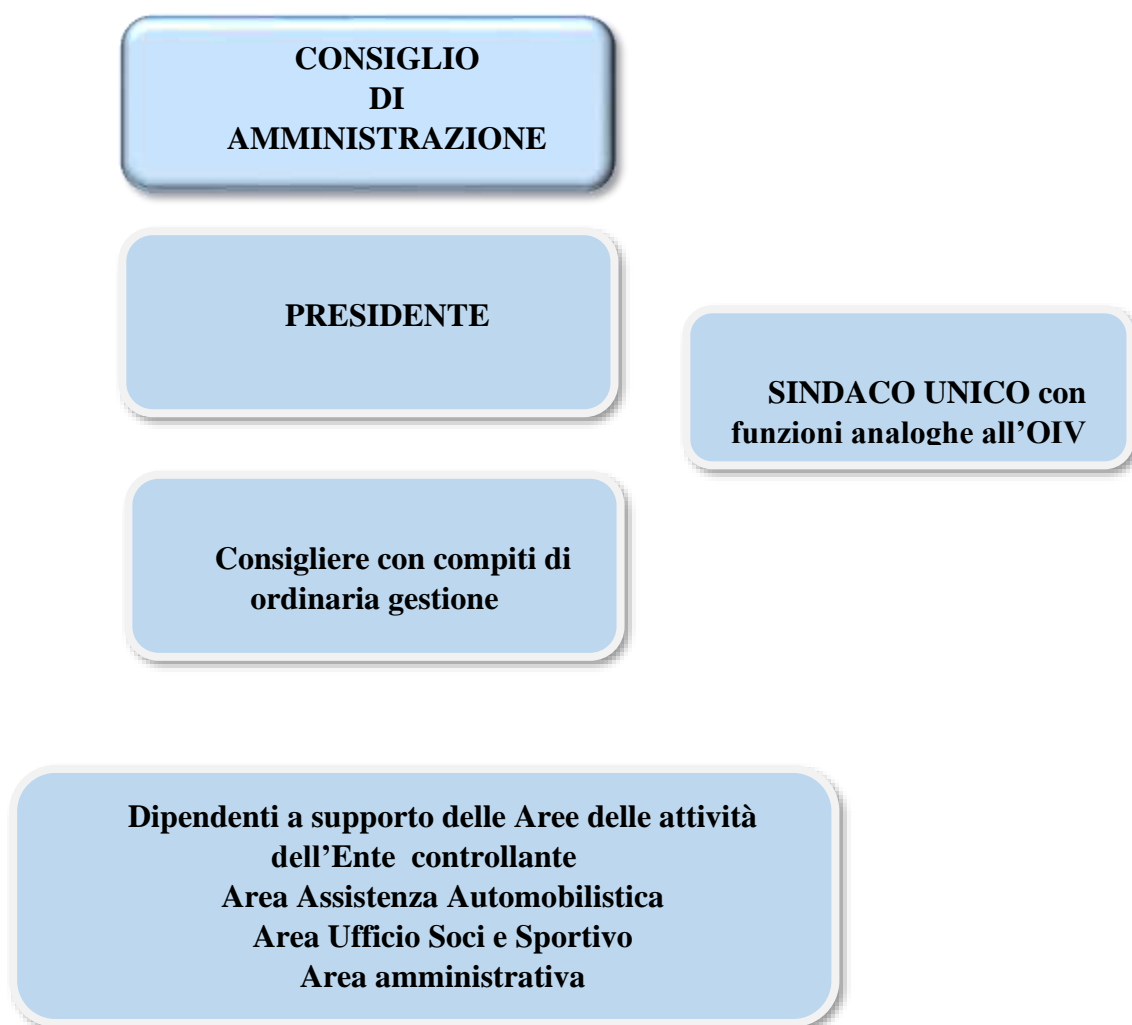 CONSIGLIO
DI
AMMINISTRAZIONE
PRESIDENTE
SINDACO UNICO con
funzioni analoghe all’OIV
Consigliere con compiti di
ordinaria gestione
Dipendenti a supporto delle Aree delle attività
dell’Ente controllante
Area Assistenza Automobilistica
Area Ufficio Soci e Sportivo
Area amministrativa